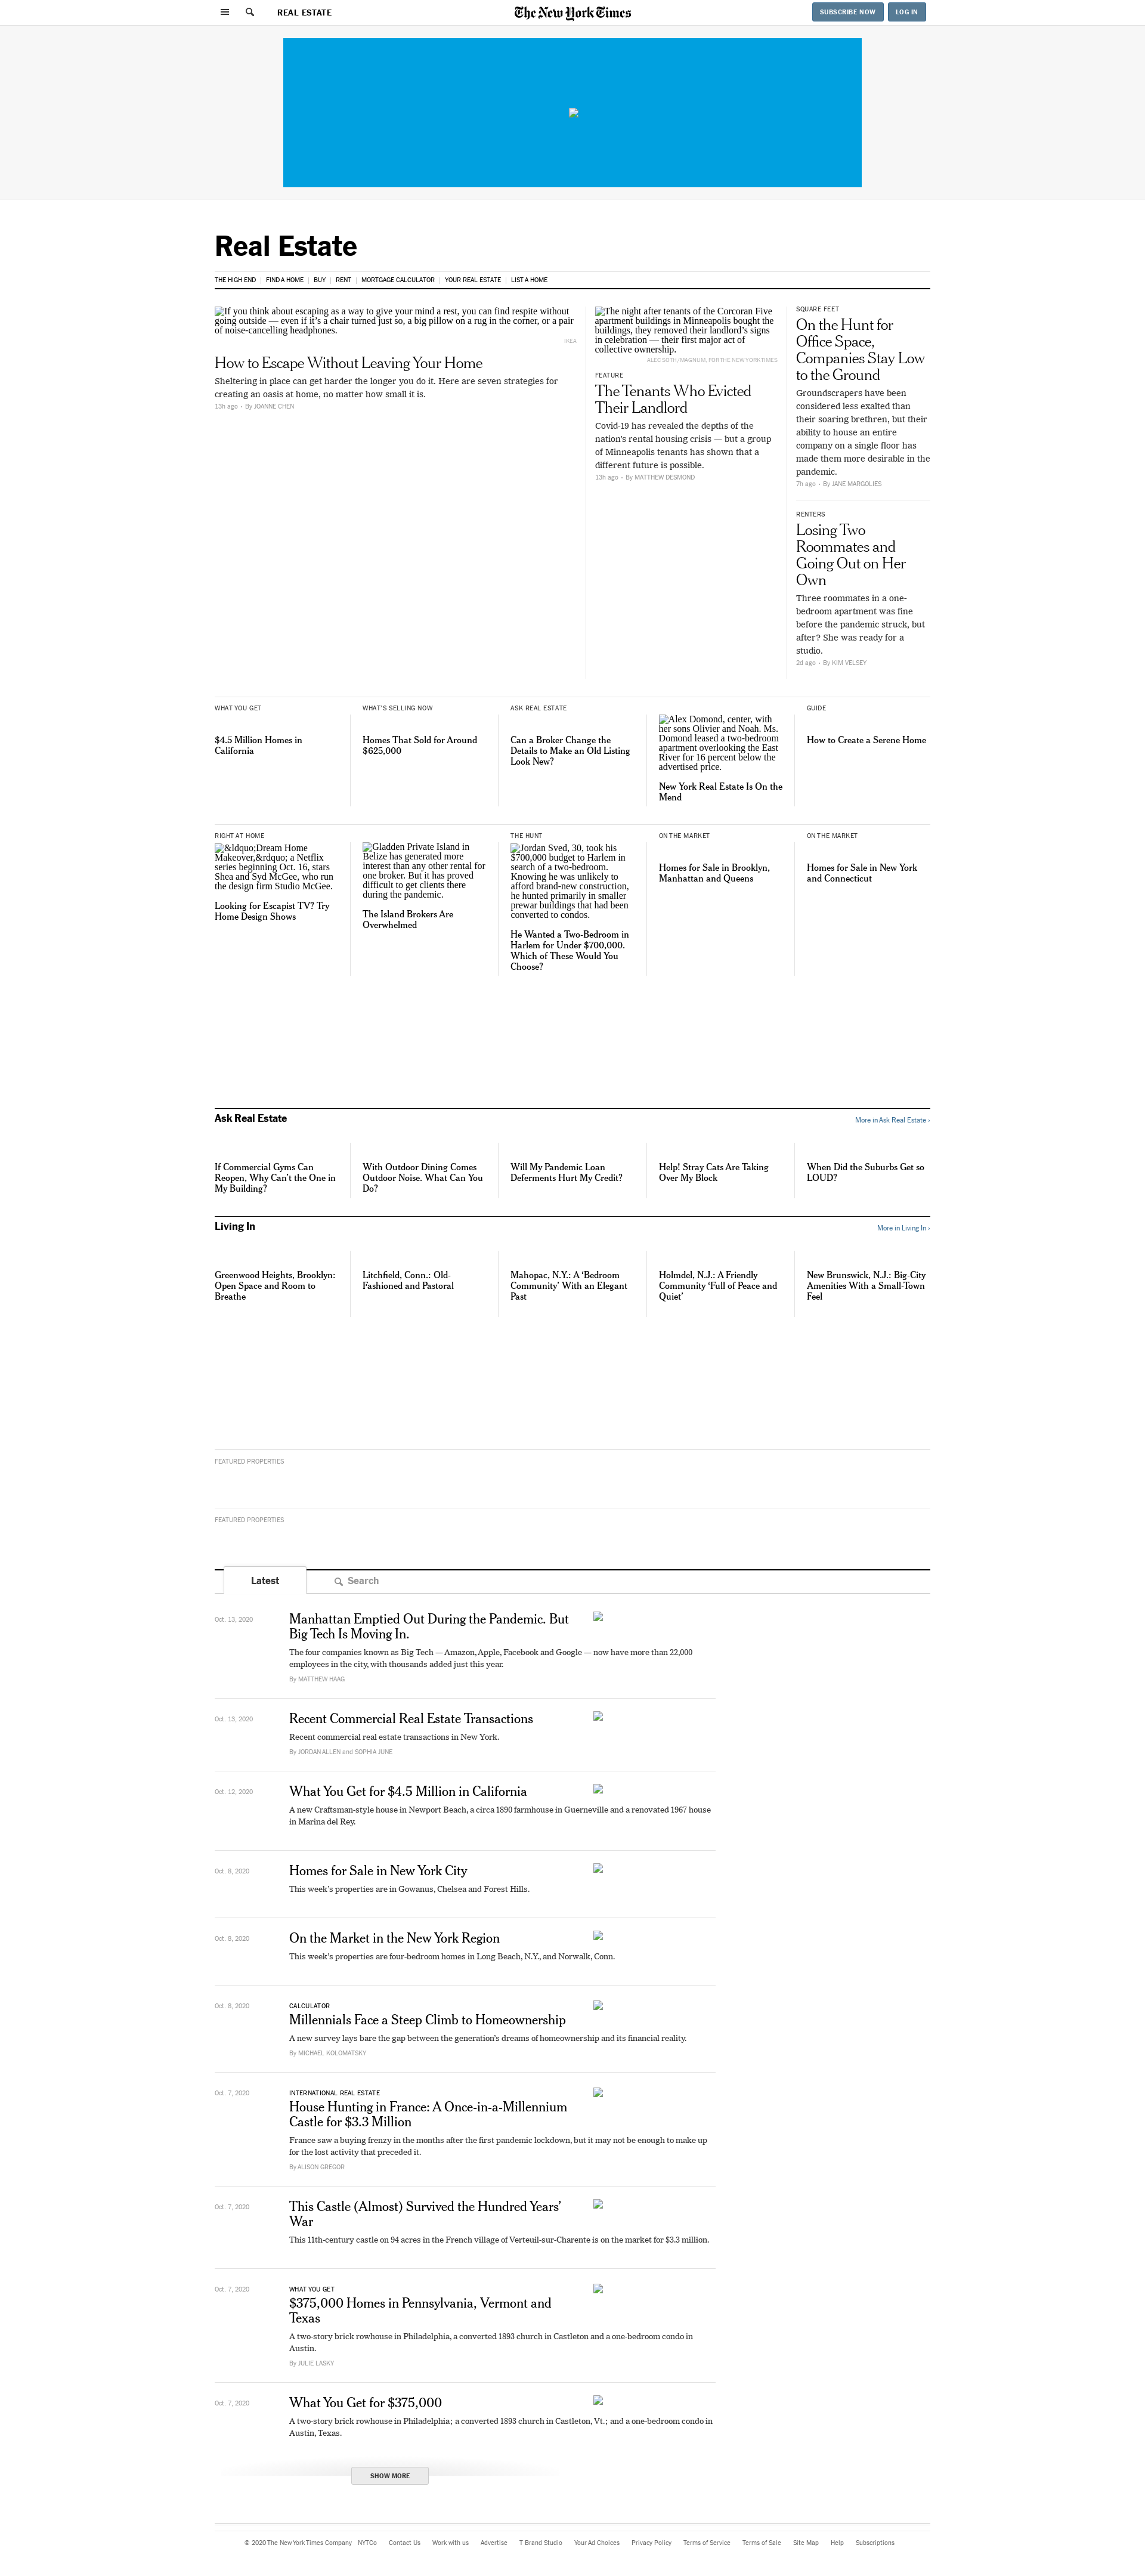 REAL ESTATE
The New York Times
SUBSCRIBE NOW
LOG IN
Real Estate
THE HIGH END | FIND A HOME | BUY | RENT | MORTGAGE CALCULATOR | YOUR REAL ESTATE | LIST A HOME
If you think about escaping as a way to give your mind a rest, you can find respite without
going outside — even if it’s a chair turned just so, a big pillow on a rug in the corner, or a pair
of noise-cancelling headphones.
IKEA
How to Escape Without Leaving Your Home
Sheltering in place can get harder the longer you do it. Here are seven strategies for
creating an oasis at home, no matter how small it is.
13h ago • By JOANNE CHEN
The night after tenants of the Corcoran Five
apartment buildings in Minneapolis bought the
buildings, they removed their landlord’s signs
in celebration — their first major act of
collective ownership.
ALEC SOTH/MAGNUM, FOR THE NEW YORK TIMES
FEATURE
The Tenants Who Evicted
Their Landlord
Covid-19 has revealed the depths of the
nation’s rental housing crisis — but a group
of Minneapolis tenants has shown that a
different future is possible.
13h ago • By MATTHEW DESMOND
SQUARE FEET
On the Hunt for
Office Space,
Companies Stay Low
to the Ground
Groundscrapers have been
considered less exalted than
their soaring brethren, but their
ability to house an entire
company on a single floor has
made them more desirable in the
pandemic.
7h ago • By JANE MARGOLIES
RENTERS
Losing Two
Roommates and
Going Out on Her
Own
Three roommates in a one-
bedroom apartment was fine
before the pandemic struck, but
after? She was ready for a
studio.
2d ago • By KIM VELSEY
WHAT YOU GET
$4.5 Million Homes in
California
WHAT’S SELLING NOW
Homes That Sold for Around
$625,000
ASK REAL ESTATE
Can a Broker Change the
Details to Make an Old Listing
Look New?
Alex Domond, center, with
her sons Olivier and Noah. Ms.
Domond leased a two-bedroom
apartment overlooking the East
River for 16 percent below the
advertised price.
New York Real Estate Is On the
Mend
GUIDE
How to Create a Serene Home
RIGHT AT HOME
&ldquo;Dream Home
Makeover,&rdquo; a Netflix
series beginning Oct. 16, stars
Shea and Syd McGee, who run
the design firm Studio McGee.
Looking for Escapist TV? Try
Home Design Shows
Gladden Private Island in
Belize has generated more
interest than any other rental for
one broker. But it has proved
difficult to get clients there
during the pandemic.
The Island Brokers Are
Overwhelmed
THE HUNT
Jordan Sved, 30, took his
$700,000 budget to Harlem in
search of a two-bedroom.
Knowing he was unlikely to
afford brand-new construction,
he hunted primarily in smaller
prewar buildings that had been
converted to condos.
He Wanted a Two-Bedroom in
Harlem for Under $700,000.
Which of These Would You
Choose?
ON THE MARKET
Homes for Sale in Brooklyn,
Manhattan and Queens
ON THE MARKET
Homes for Sale in New York
and Connecticut
Ask Real Estate
More in Ask Real Estate ›
If Commercial Gyms Can
Reopen, Why Can’t the One in
My Building?
With Outdoor Dining Comes
Outdoor Noise. What Can You
Do?
Will My Pandemic Loan
Deferments Hurt My Credit?
Help! Stray Cats Are Taking
Over My Block
When Did the Suburbs Get so
LOUD?
Living In
More in Living In ›
Greenwood Heights, Brooklyn:
Open Space and Room to
Breathe
Litchfield, Conn.: Old-
Fashioned and Pastoral
Mahopac, N.Y.: A ‘Bedroom
Community’ With an Elegant
Past
Holmdel, N.J.: A Friendly
Community ‘Full of Peace and
Quiet’
New Brunswick, N.J.: Big-City
Amenities With a Small-Town
Feel
FEATURED PROPERTIES
FEATURED PROPERTIES
Latest
Search
Oct. 13, 2020
Manhattan Emptied Out During the Pandemic. But
Big Tech Is Moving In.
The four companies known as Big Tech — Amazon, Apple, Facebook and Google — now have more than 22,000
employees in the city, with thousands added just this year.
By MATTHEW HAAG
Oct. 13, 2020
Recent Commercial Real Estate Transactions
Recent commercial real estate transactions in New York.
By JORDAN ALLEN and SOPHIA JUNE
Oct. 12, 2020
What You Get for $4.5 Million in California
A new Craftsman-style house in Newport Beach, a circa 1890 farmhouse in Guerneville and a renovated 1967 house
in Marina del Rey.
Oct. 8, 2020
Homes for Sale in New York City
This week’s properties are in Gowanus, Chelsea and Forest Hills.
Oct. 8, 2020
On the Market in the New York Region
This week’s properties are four-bedroom homes in Long Beach, N.Y., and Norwalk, Conn.
Oct. 8, 2020
CALCULATOR
Millennials Face a Steep Climb to Homeownership
A new survey lays bare the gap between the generation’s dreams of homeownership and its financial reality.
By MICHAEL KOLOMATSKY
Oct. 7, 2020
INTERNATIONAL REAL ESTATE
House Hunting in France: A Once-in-a-Millennium
Castle for $3.3 Million
France saw a buying frenzy in the months after the first pandemic lockdown, but it may not be enough to make up
for the lost activity that preceded it.
By ALISON GREGOR
Oct. 7, 2020
This Castle (Almost) Survived the Hundred Years’
War
This 11th-century castle on 94 acres in the French village of Verteuil-sur-Charente is on the market for $3.3 million.
Oct. 7, 2020
WHAT YOU GET
$375,000 Homes in Pennsylvania, Vermont and
Texas
A two-story brick rowhouse in Philadelphia, a converted 1893 church in Castleton and a one-bedroom condo in
Austin.
By JULIE LASKY
Oct. 7, 2020
What You Get for $375,000
A two-story brick rowhouse in Philadelphia; a converted 1893 church in Castleton, Vt.; and a one-bedroom condo in
Austin, Texas.
SHOW MORE
© 2020 The New York Times Company NYTCo Contact Us Work with us Advertise T Brand Studio Your Ad Choices Privacy Policy Terms of Service Terms of Sale Site Map Help Subscriptions